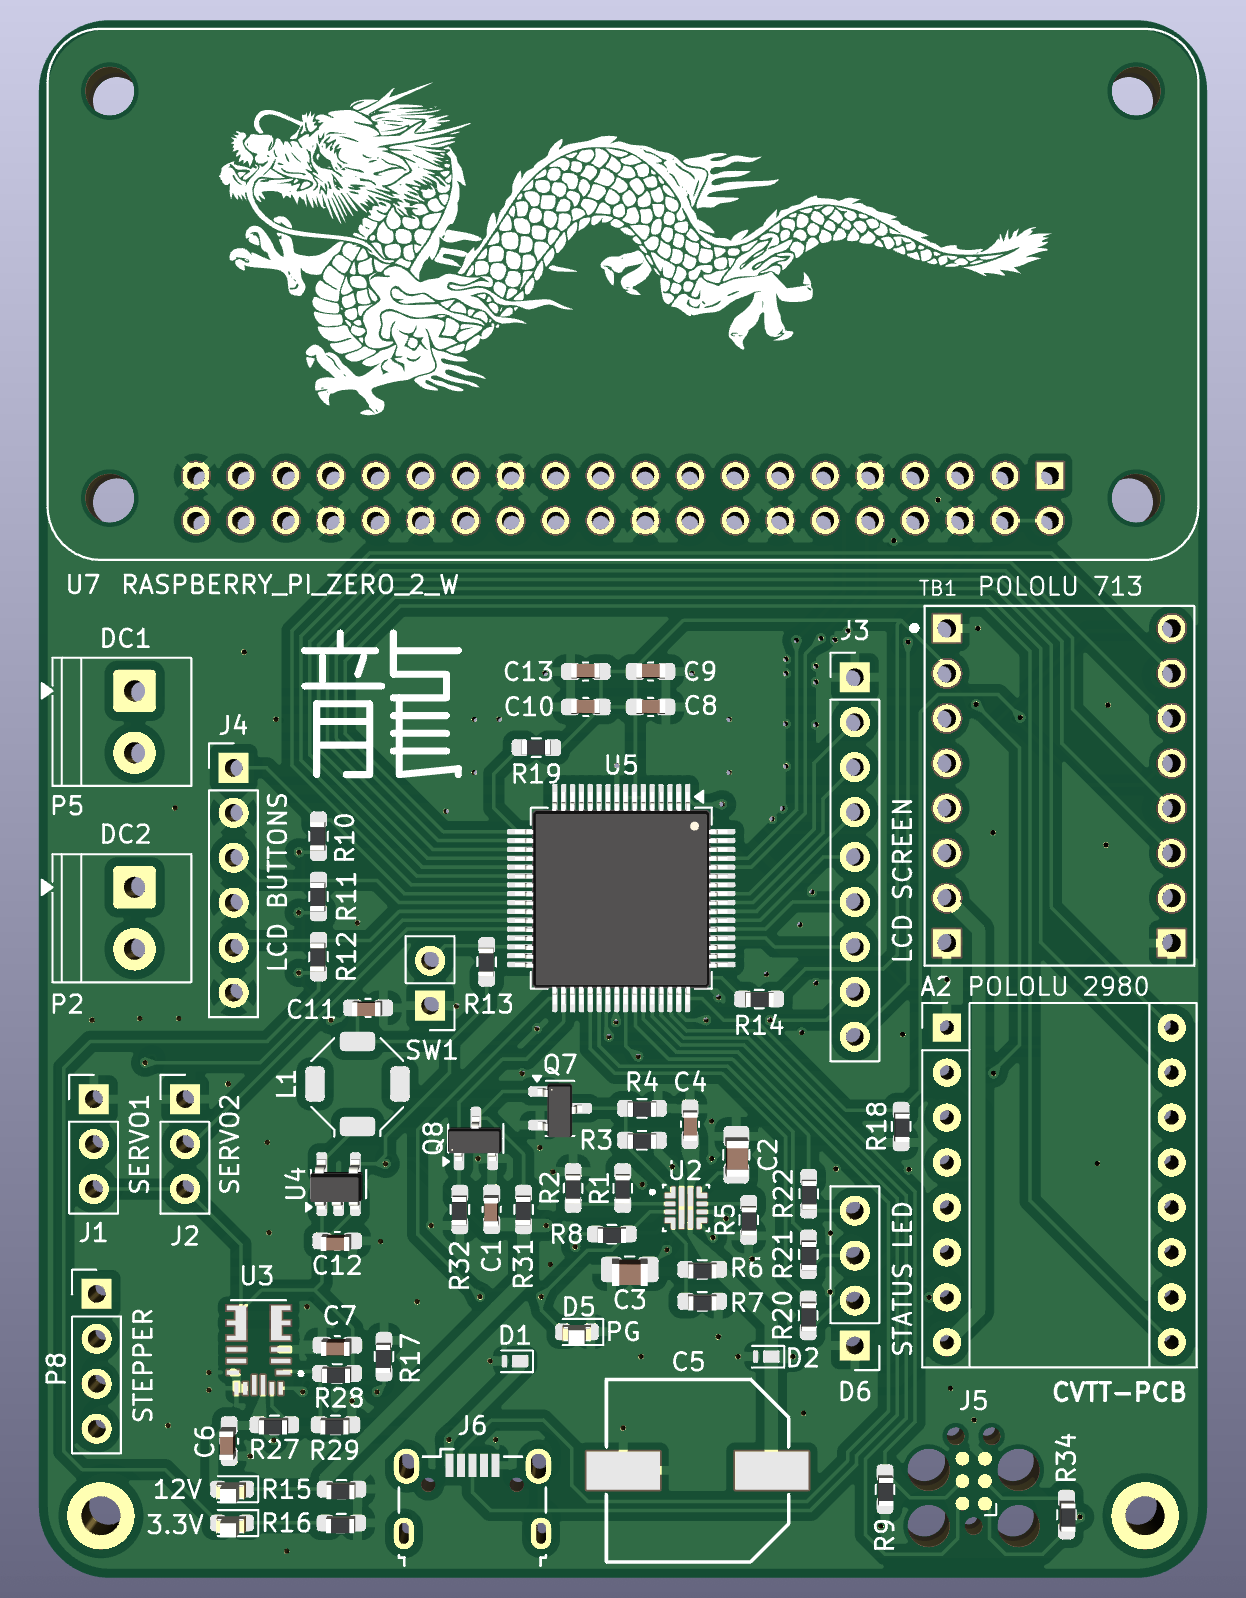 U7 RASPBERRY_PI_ZERO_2_W
TB1 POLOLU 713
DC1
龍
J3
C13
C9
C10
C8
J4
R19
U5
P5
DC2
LCD BUTTONS
R10
R11
R12
LCD SCREEN
P2
C11
R13
R14
A2 POLOLU 2980
SW1
L1
Q7
R4
C4
SERVO1
SERVO2
Q8
R3
C2
R18
U4
R2
R1
U2
R22
J1
J2
R8
R5
R32
C1
R31
C12
R21
STATUS LED
U3
R6
C3
R7
P8
STEPPER
C7
D5
PG
R20
D1
R17
C5
D2
R28
D6
CVTT-PCB
J5
C6
R27
R29
J6
R34
12V
R15
3.3V
R16
R9